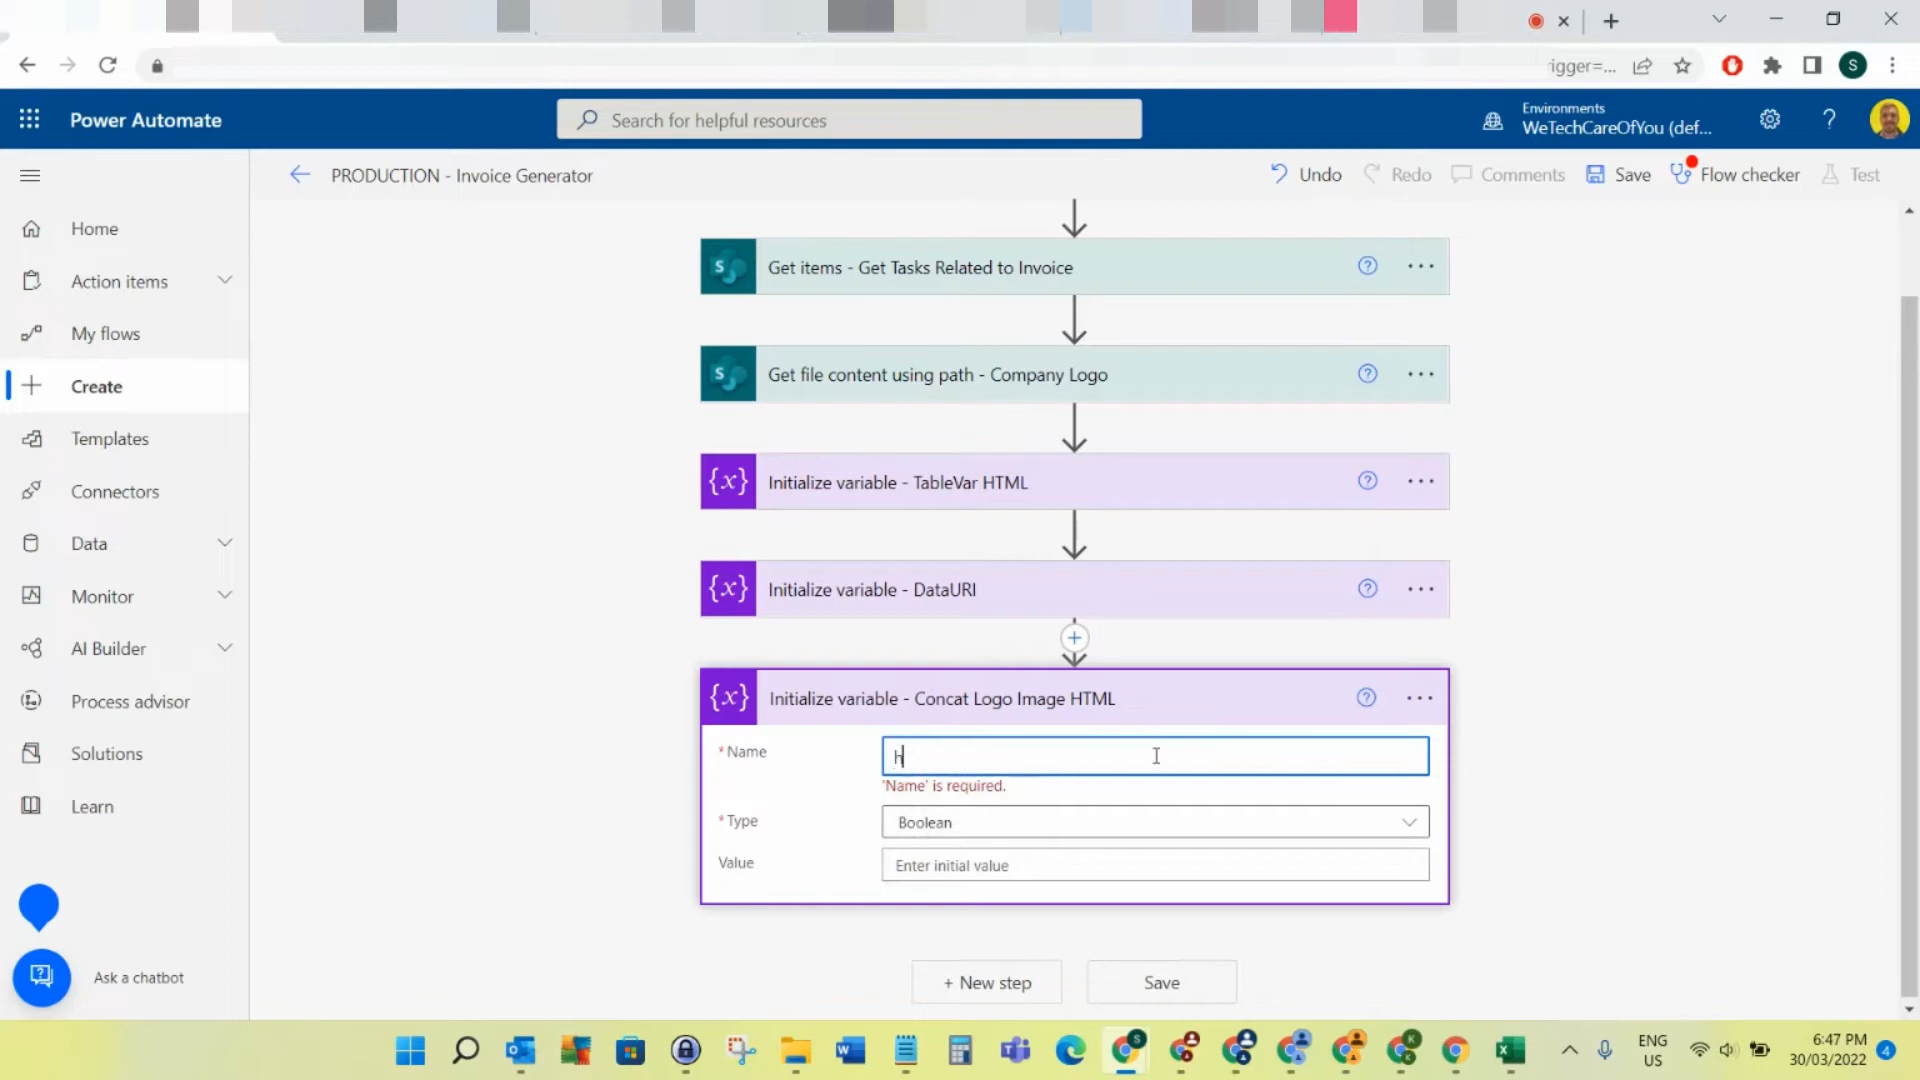 rigger=...
S
Power Automate
Search for helpful resources
Environments
WeTechCareOfYou (def...
PRODUCTION - Invoice Generator
Undo
Redo
Comments
Save
Flow checker
Test
Home
Action items
My flows
Create
Templates
Connectors
Data
Monitor
AI Builder
Process advisor
Solutions
Learn
Ask a chatbot
Get items - Get Tasks Related to Invoice
Get file content using path - Company Logo
{x} Initialize variable - TableVar HTML
{x} Initialize variable - DataURI
{x} Initialize variable - Concat Logo Image HTML
* Name
h
'Name' is required.
* Type
Boolean
Value
Enter initial value
+ New step
Save
ENG
US
6:47 PM
30/03/2022
4